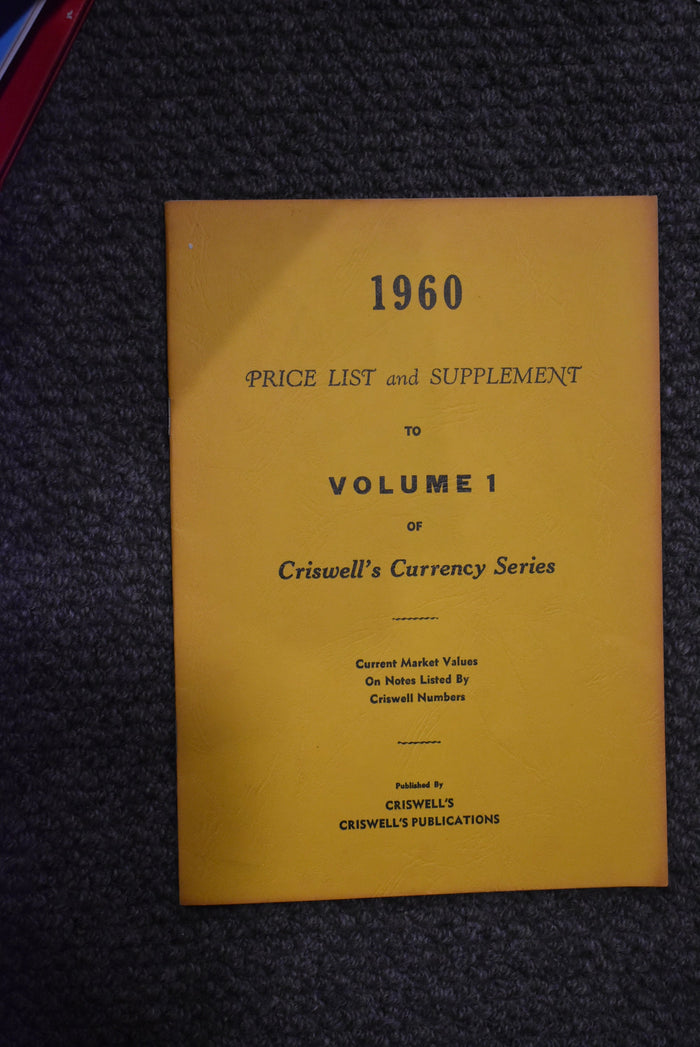 1960
PRICE LIST and SUPPLEMENT
TO
VOLUME 1
OF
Criswell's Currency Series
Current Market Values
On Notes Listed By
Criswell Numbers
Published By
CRISWELL'S
CRISWELL'S PUBLICATIONS